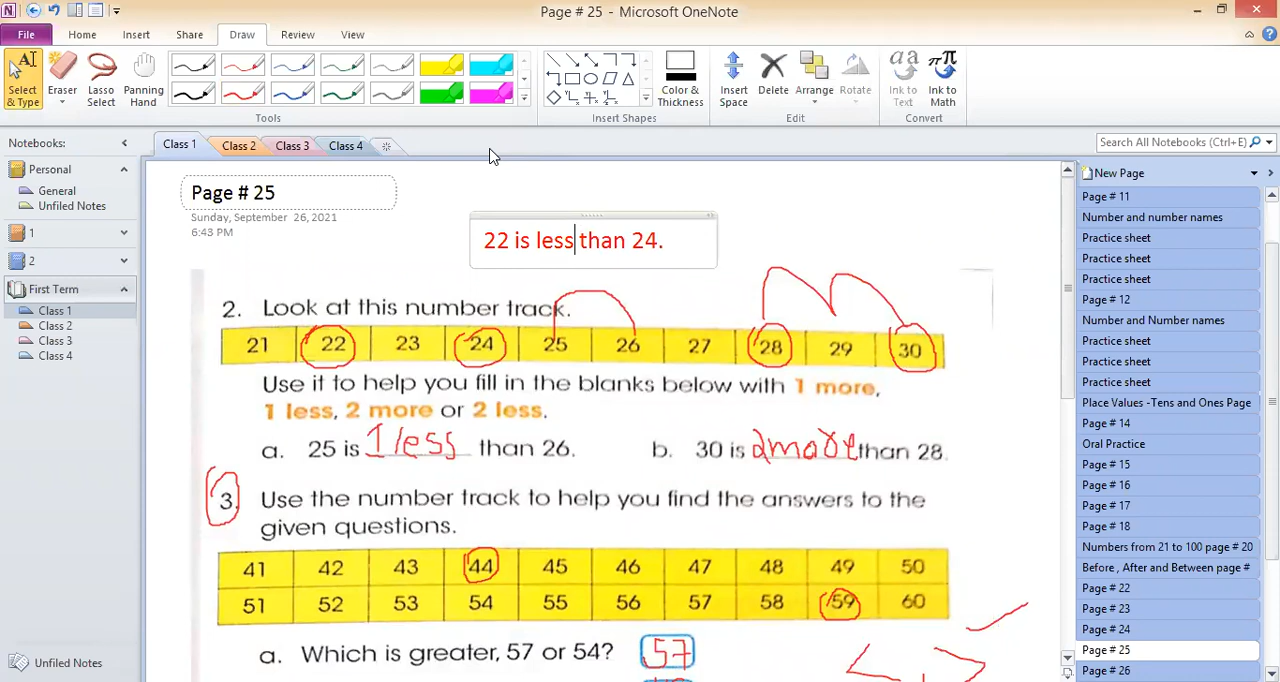 Page # 25 - Microsoft OneNote
File Home Insert Share Draw Review View
Select & Type
Eraser
Lasso Select
Panning Hand
Color & Thickness
Insert Space
Delete
Arrange
Rotate
Ink to Text
Ink to Math
Tools
Insert Shapes
Edit
Convert
Notebooks:
Class 1 Class 2 Class 3 Class 4
Search All Notebooks (Ctrl+E)
Personal
General
Unfiled Notes
1
2
First Term
Class 1
Class 2
Class 3
Class 4
Unfiled Notes
Page # 25
Sunday, September 26, 2021
6:43 PM
22 is less than 24.
2. Look at this number track.
21 22 23 24 25 26 27 28 29 30
Use it to help you fill in the blanks below with 1 more,
1 less, 2 more or 2 less.
a. 25 is 1 less than 26. b. 30 is 2more than 28.
3. Use the number track to help you find the answers to the
given questions.
41 42 43 44 45 46 47 48 49 50
51 52 53 54 55 56 57 58 59 60
a. Which is greater, 57 or 54? 57
New Page
Page # 11
Number and number names
Practice sheet
Practice sheet
Practice sheet
Page # 12
Number and Number names
Practice sheet
Practice sheet
Practice sheet
Place Values -Tens and Ones Page
Page # 14
Oral Practice
Page # 15
Page # 16
Page # 17
Page # 18
Numbers from 21 to 100 page # 20
Before , After and Between page #
Page # 22
Page # 23
Page # 24
Page # 25
Page # 26